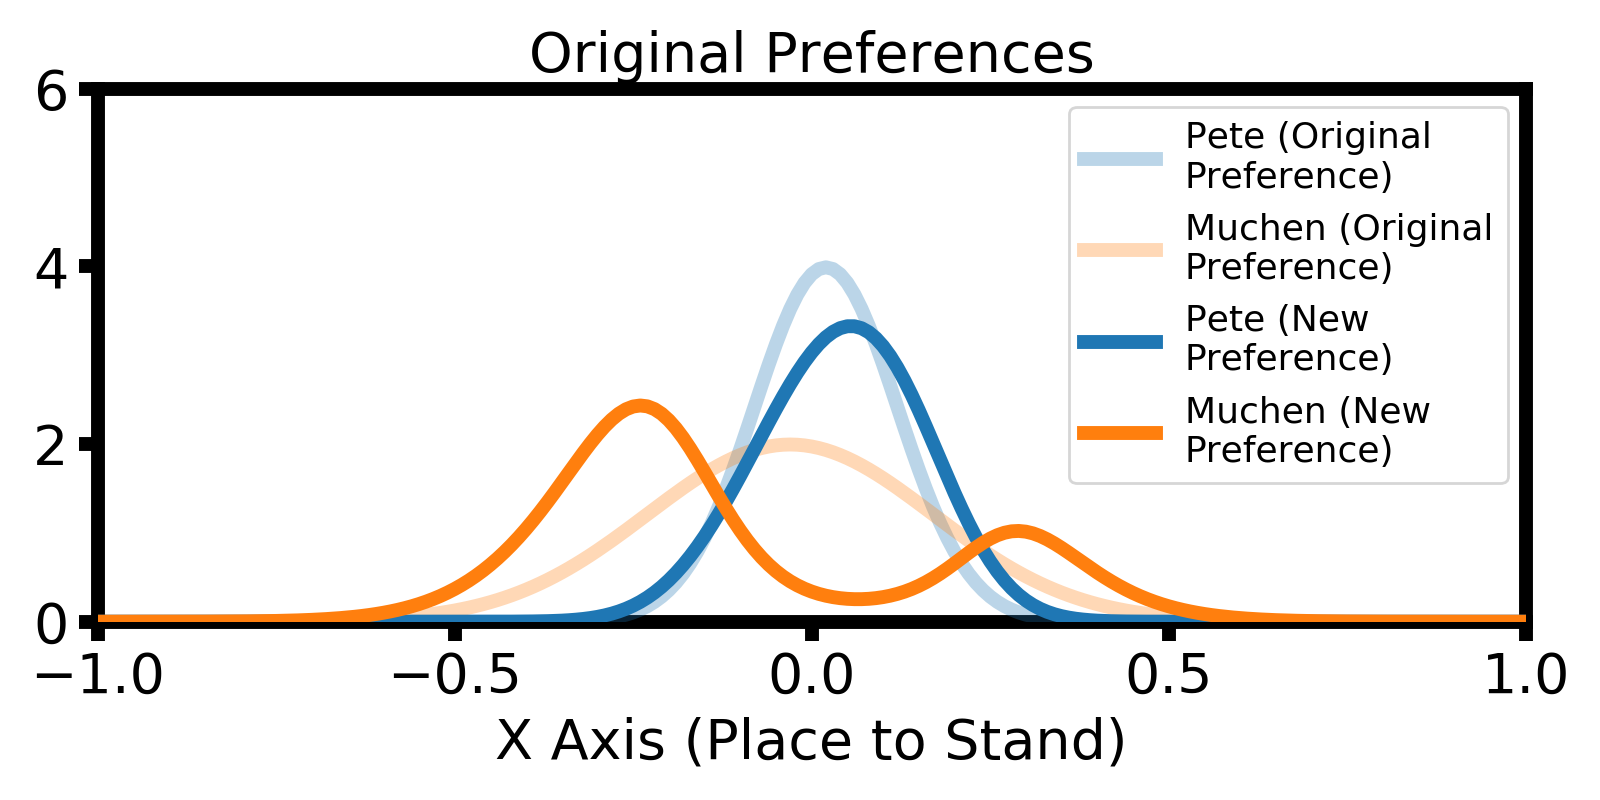 Original Preferences
6
4
2
0
−1.0
−0.5
0.0
0.5
1.0
X Axis (Place to Stand)
Pete (Original
Preference)
Muchen (Original
Preference)
Pete (New
Preference)
Muchen (New
Preference)